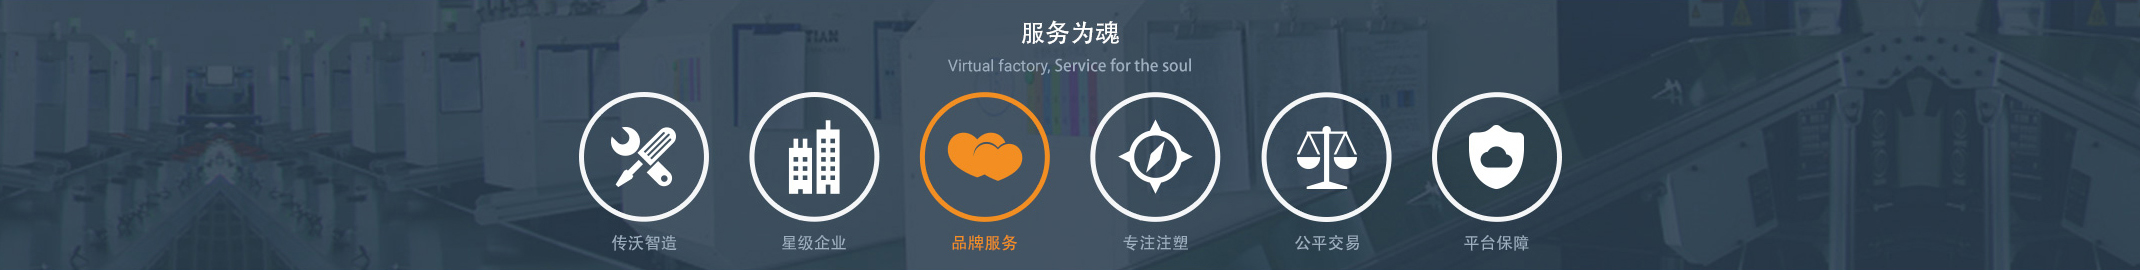 服务为魂
Virtual factory, Service for the soul
传沃智造
星级企业
品牌服务
专注注塑
公平交易
平台保障